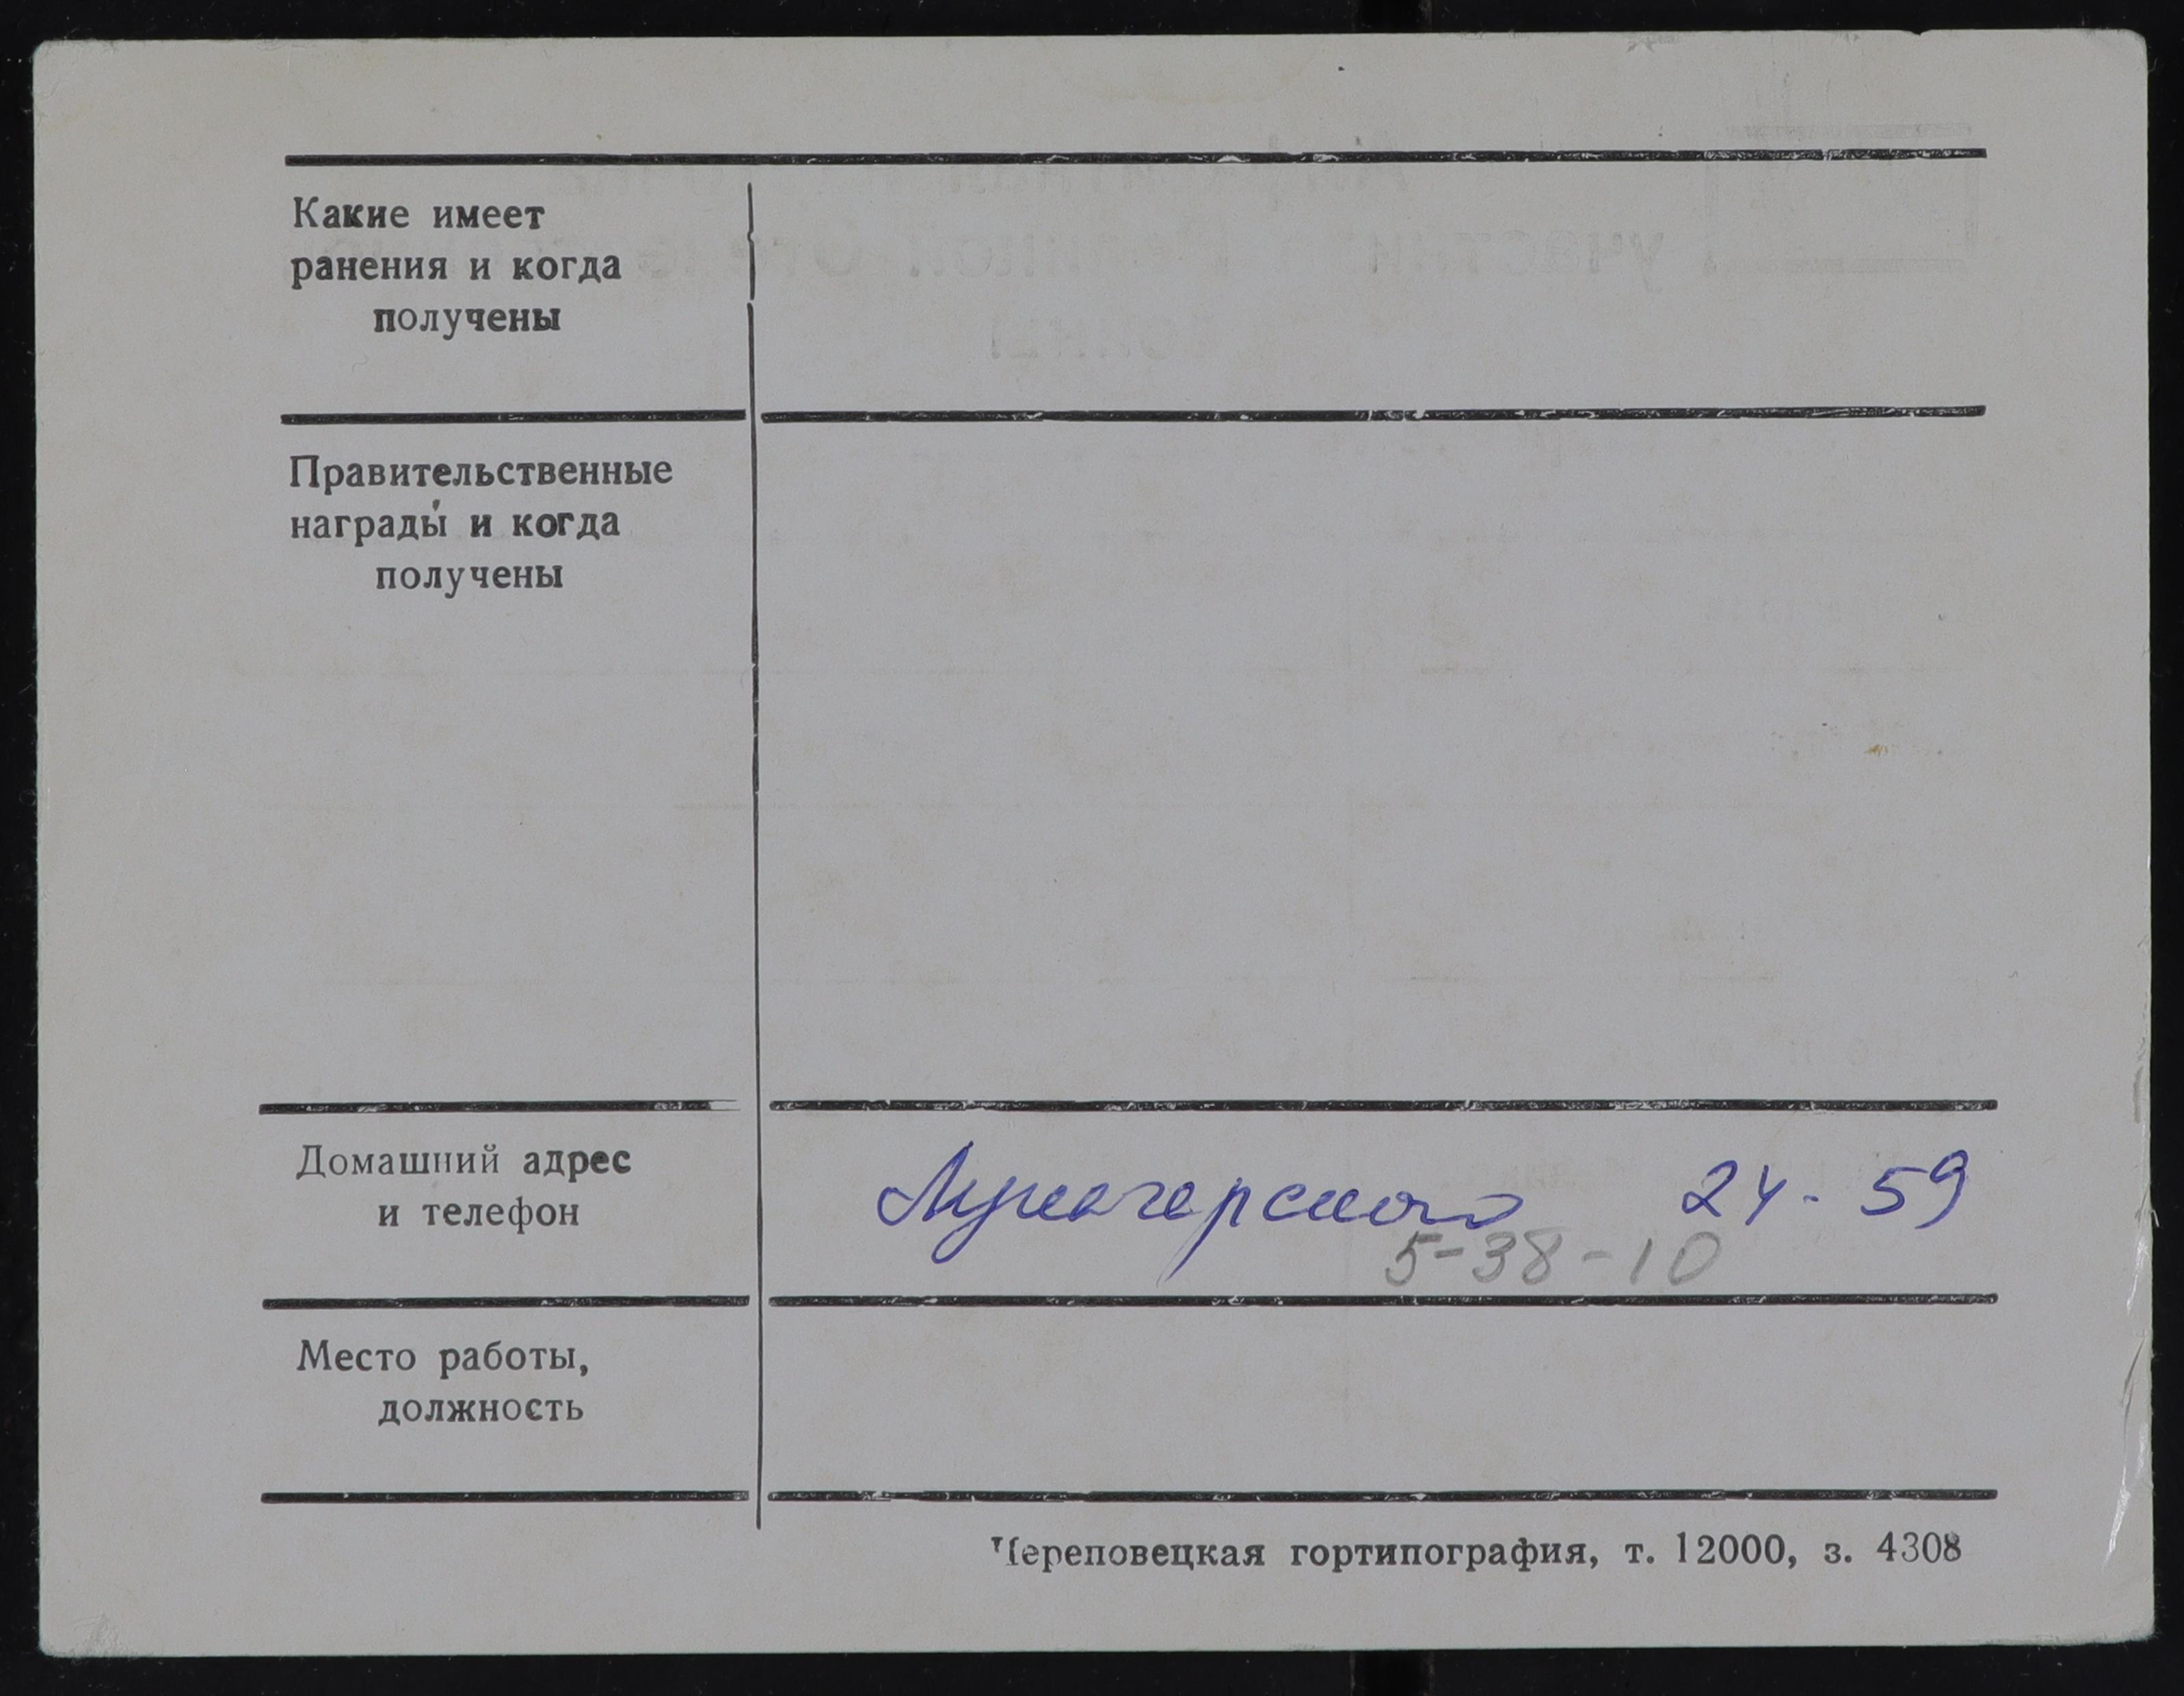 Какие имеет
ранения и когда
получены
Правительственные
награды и когда
получены
Домашний адрес
и телефон
Луначарского 24-59
5-38-10
Место работы,
должность
Череповецкая гортипография, т. 12000, з. 4308